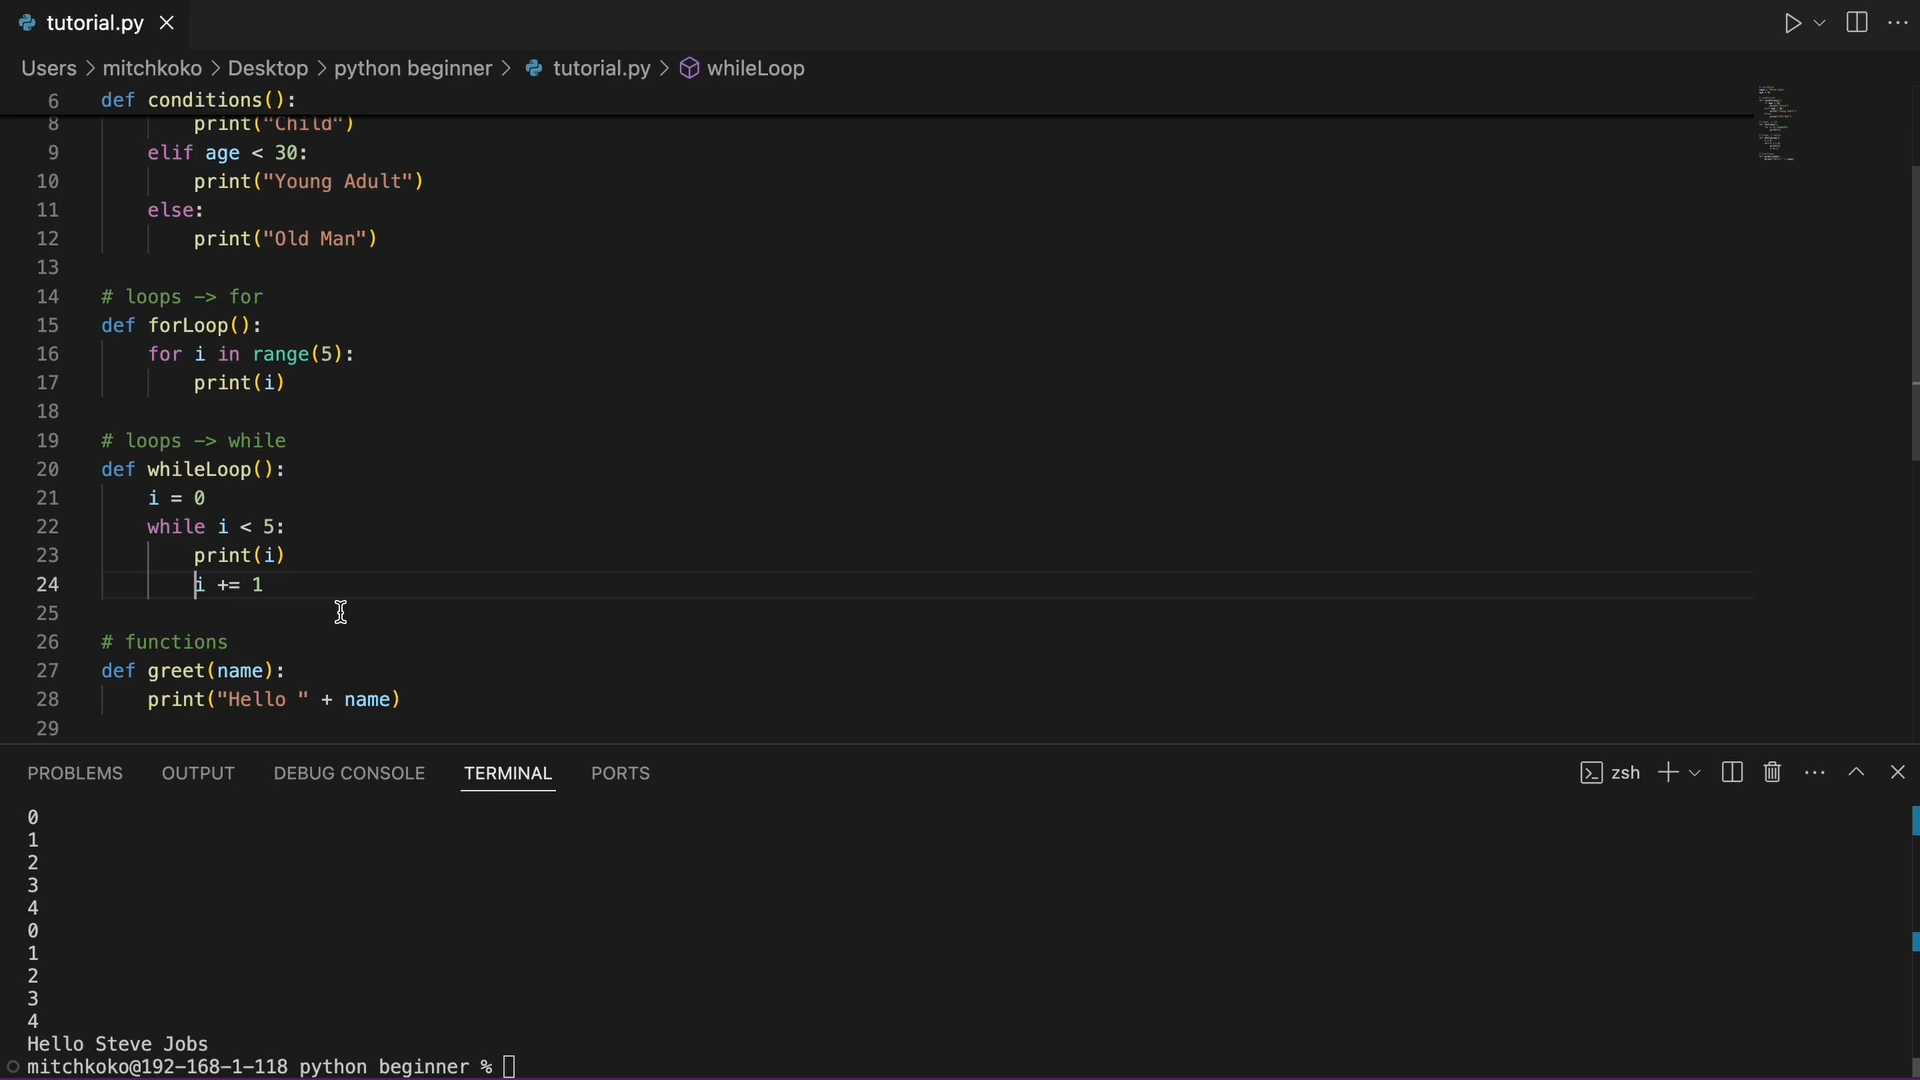 tutorial.py
Users > mitchkoko > Desktop > python beginner > tutorial.py > whileLoop
6 def conditions():
8 print("Child")
9 elif age < 30:
10 print("Young Adult")
11 else:
12 print("Old Man")
13
14 # loops -> for
15 def forLoop():
16 for i in range(5):
17 print(i)
18
19 # loops -> while
20 def whileLoop():
21 i = 0
22 while i < 5:
23 print(i)
24 i += 1
25
26 # functions
27 def greet(name):
28 print("Hello " + name)
29
PROBLEMS OUTPUT DEBUG CONSOLE TERMINAL PORTS zsh
0
1
2
3
4
0
1
2
3
4
Hello Steve Jobs
mitchkoko@192-168-1-118 python beginner %